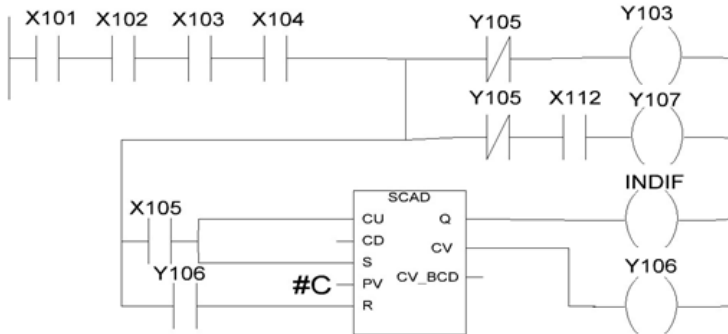 X101 X102 X103 X104 Y105 Y103
Y105 X112 Y107
INDIF
SCAD
X105
CU Q
CD CV
S
Y106 Y106
#C PV CV_BCD
R